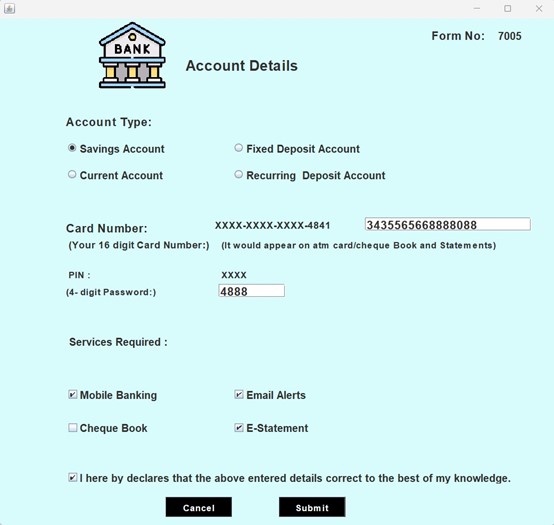 BANK
Form No: 7005
Account Details
Account Type:
Savings Account Fixed Deposit Account
Current Account Recurring Deposit Account
Card Number: XXXX-XXXX-XXXX-4841 3435565668888088
(Your 16 digit Card Number:) (It would appear on atm card/cheque Book and Statements)
PIN : XXXX
(4- digit Password:) 4888
Services Required :
Mobile Banking Email Alerts
Cheque Book E-Statement
I here by declares that the above entered details correct to the best of my knowledge.
Cancel Submit